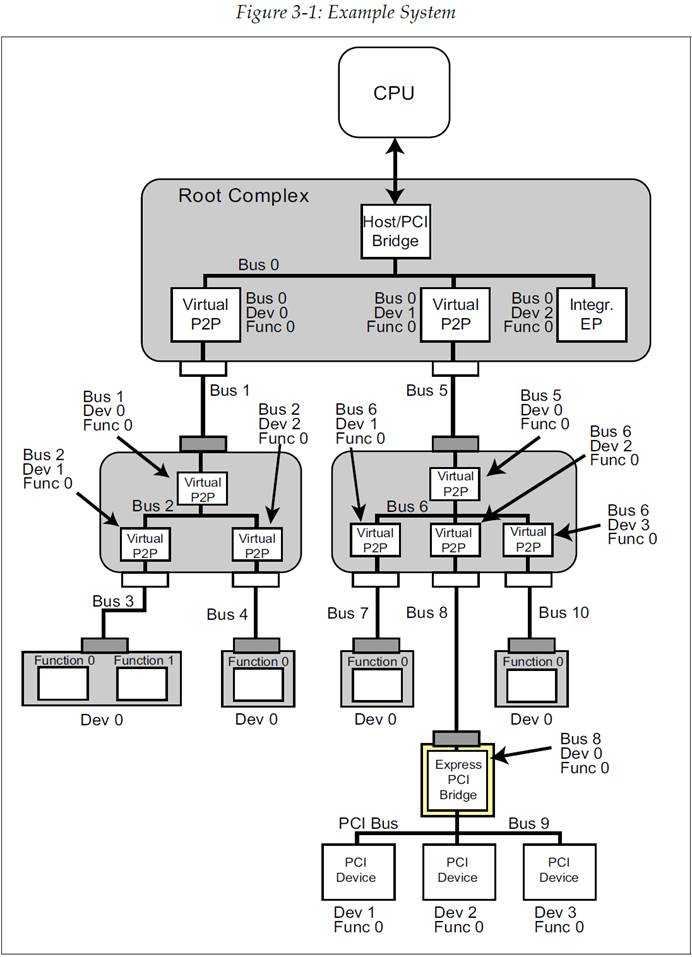 Figure 3-1: Example System
CPU
Root Complex
Host/PCI
Bridge
Bus 0
Virtual
P2P
Bus 0
Dev 0
Func 0
Bus 0
Dev 1
Func 0
Virtual
P2P
Bus 0
Dev 2
Func 0
Integr.
EP
Bus 1
Bus 5
Bus 1
Dev 0
Func 0
Bus 2
Dev 2
Func 0
Bus 6
Dev 1
Func 0
Bus 5
Dev 0
Func 0
Bus 6
Dev 2
Func 0
Bus 2
Dev 1
Func 0
Virtual
P2P
Virtual
P2P
Bus 2
Bus 6
Bus 6
Dev 3
Func 0
Virtual
P2P
Virtual
P2P
Virtual
P2P
Virtual
P2P
Virtual
P2P
Bus 3
Bus 4
Bus 7
Bus 8
Bus 10
Function 0
Function 1
Function 0
Function 0
Function 0
Dev 0
Dev 0
Dev 0
Dev 0
Bus 8
Dev 0
Func 0
Express
PCI
Bridge
PCI Bus
Bus 9
PCI
Device
PCI
Device
PCI
Device
Dev 1
Func 0
Dev 2
Func 0
Dev 3
Func 0